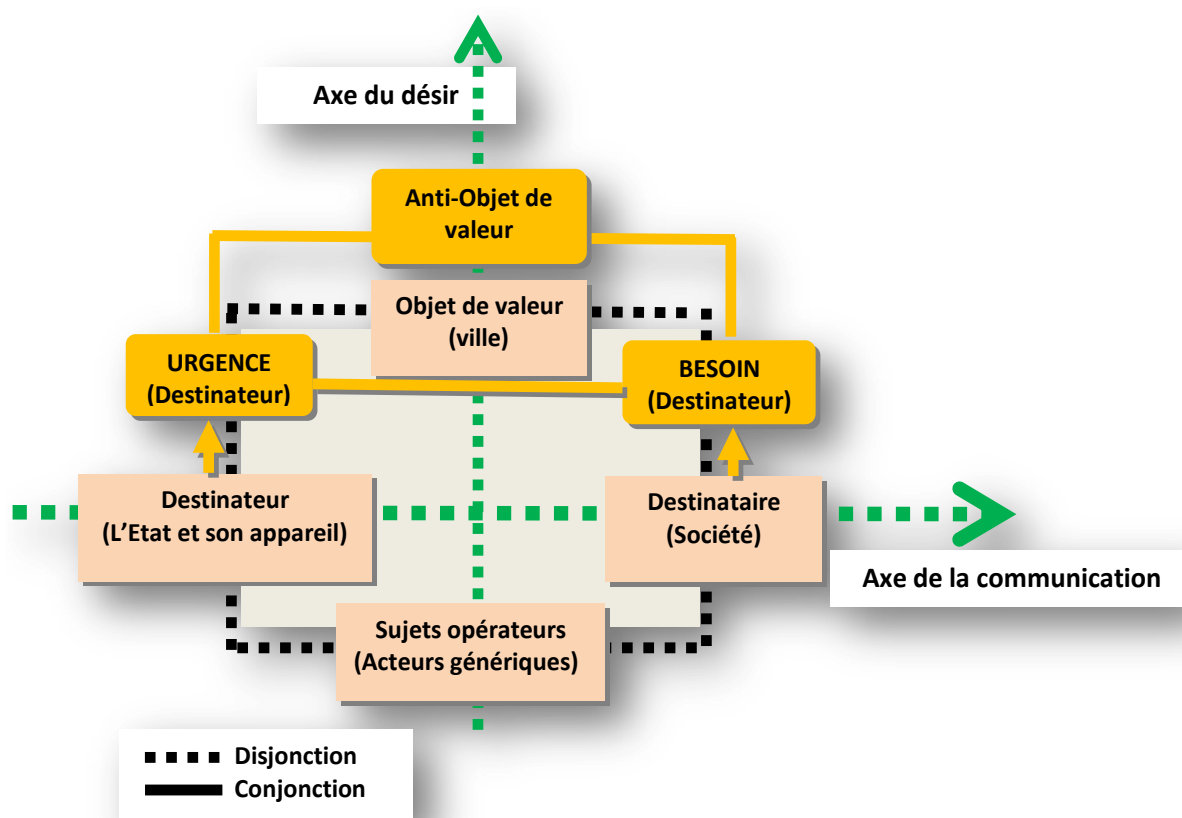 Axe du désir
Anti-Objet de
valeur
Objet de valeur
(ville)
URGENCE
(Destinateur)
BESOIN
(Destinateur)
Destinateur
(L’Etat et son appareil)
Destinataire
(Société)
Axe de la communication
Sujets opérateurs
(Acteurs génériques)
Disjonction
Conjonction